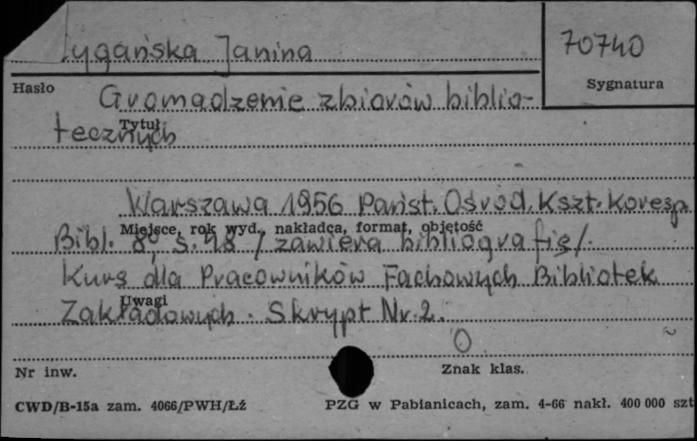 ygańska Janina
70740
Hasło
Sygnatura
Gromadzenie zbiorów biblio-
tecznych
Tytuł
Warszawa 1956 Państ. Ośrod. Kszt. Koresp.
Miejsce, rok wyd., nakładca, format, objętość
Bibl. 8°, s. 48 / zawiera bibliografię/.
Kurs dla Pracowników Fachowych Bibliotek
Uwagi
Zakładowych. Skrypt Nr. 2.
O
Nr inw.
Znak klas.
CWD/B-15a zam. 4066/PWH/Łź
PZG w Pabianicach, zam. 4-66 nakł. 400 000 szt